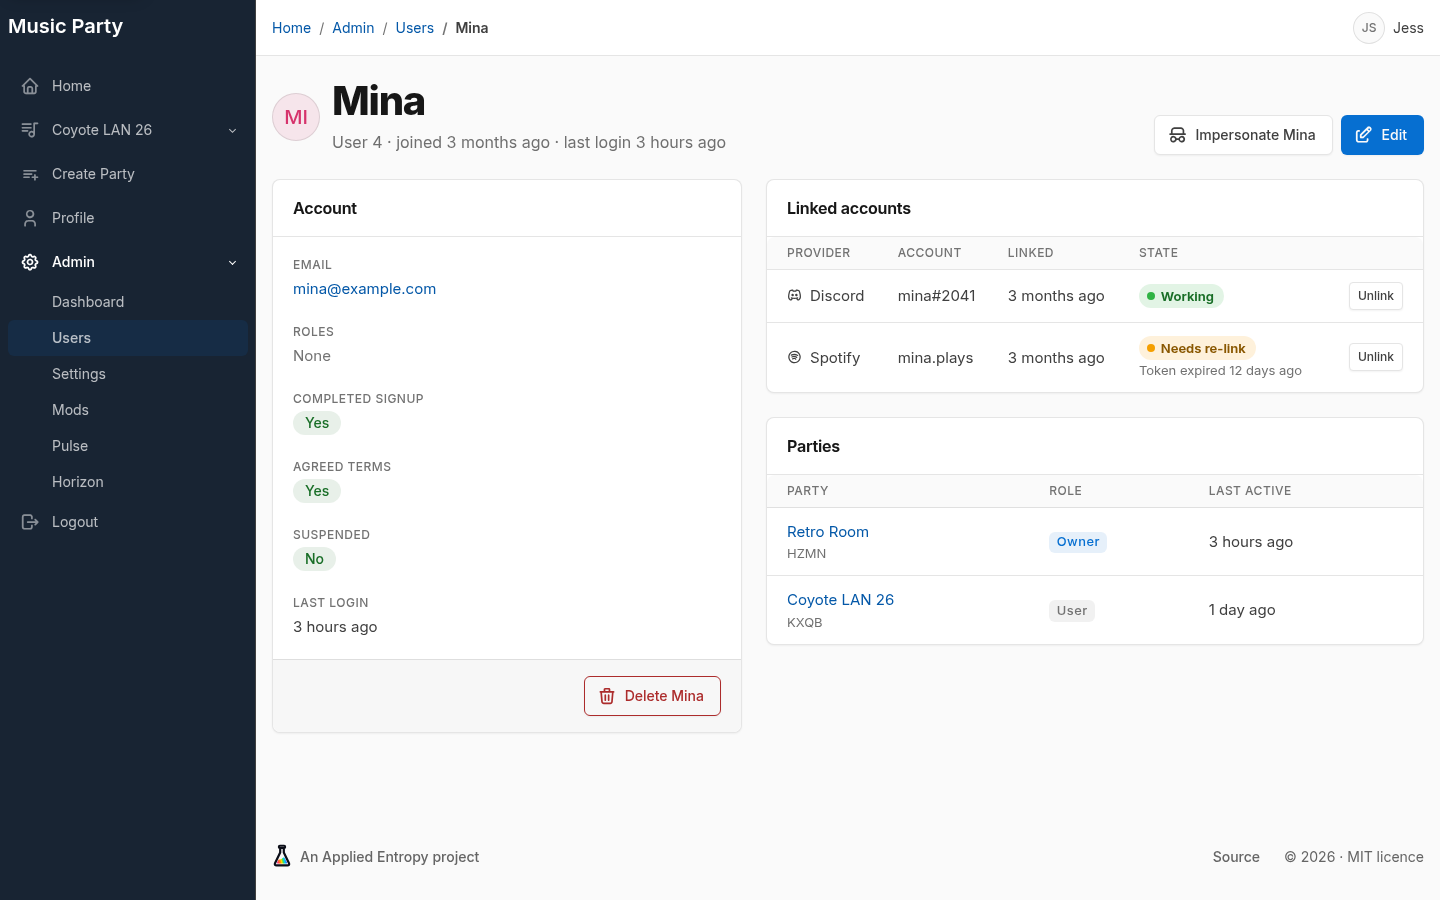 Music Party
Home
Coyote LAN 26
Create Party
Profile
Admin
Dashboard
Users
Settings
Mods
Pulse
Horizon
Logout
Home / Admin / Users / Mina
JS Jess
MI
Mina
User 4 · joined 3 months ago · last login 3 hours ago
Impersonate Mina
Edit
Account
EMAIL
mina@example.com
ROLES
None
COMPLETED SIGNUP
Yes
AGREED TERMS
Yes
SUSPENDED
No
LAST LOGIN
3 hours ago
Delete Mina
Linked accounts
PROVIDER ACCOUNT LINKED STATE
Discord mina#2041 3 months ago Working Unlink
Spotify mina.plays 3 months ago Needs re-link Unlink
Token expired 12 days ago
Parties
PARTY ROLE LAST ACTIVE
Retro Room Owner 3 hours ago
HZMN
Coyote LAN 26 User 1 day ago
KXQB
An Applied Entropy project
Source © 2026 · MIT licence